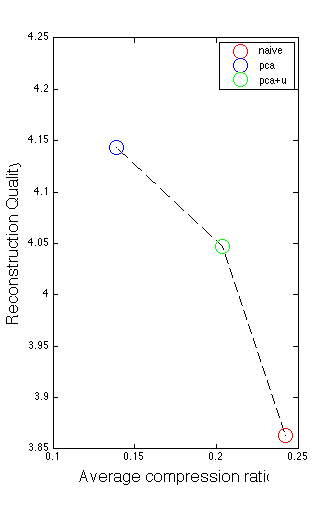 4.25
4.2
4.15
4.1
4.05
4
3.95
3.9
3.85
0.1
0.15
0.2
0.25
naive
pca
pca+u
Reconstruction Quality
Average compression ratio